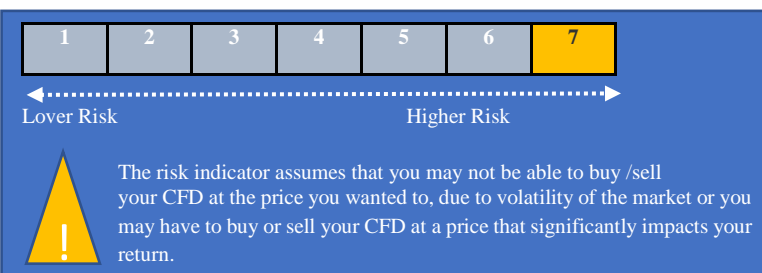 1 2 3 4 5 6 7
Lover Risk Higher Risk
The risk indicator assumes that you may not be able to buy /sell
your CFD at the price you wanted to, due to volatility of the market or you
may have to buy or sell your CFD at a price that significantly impacts your
return.
!